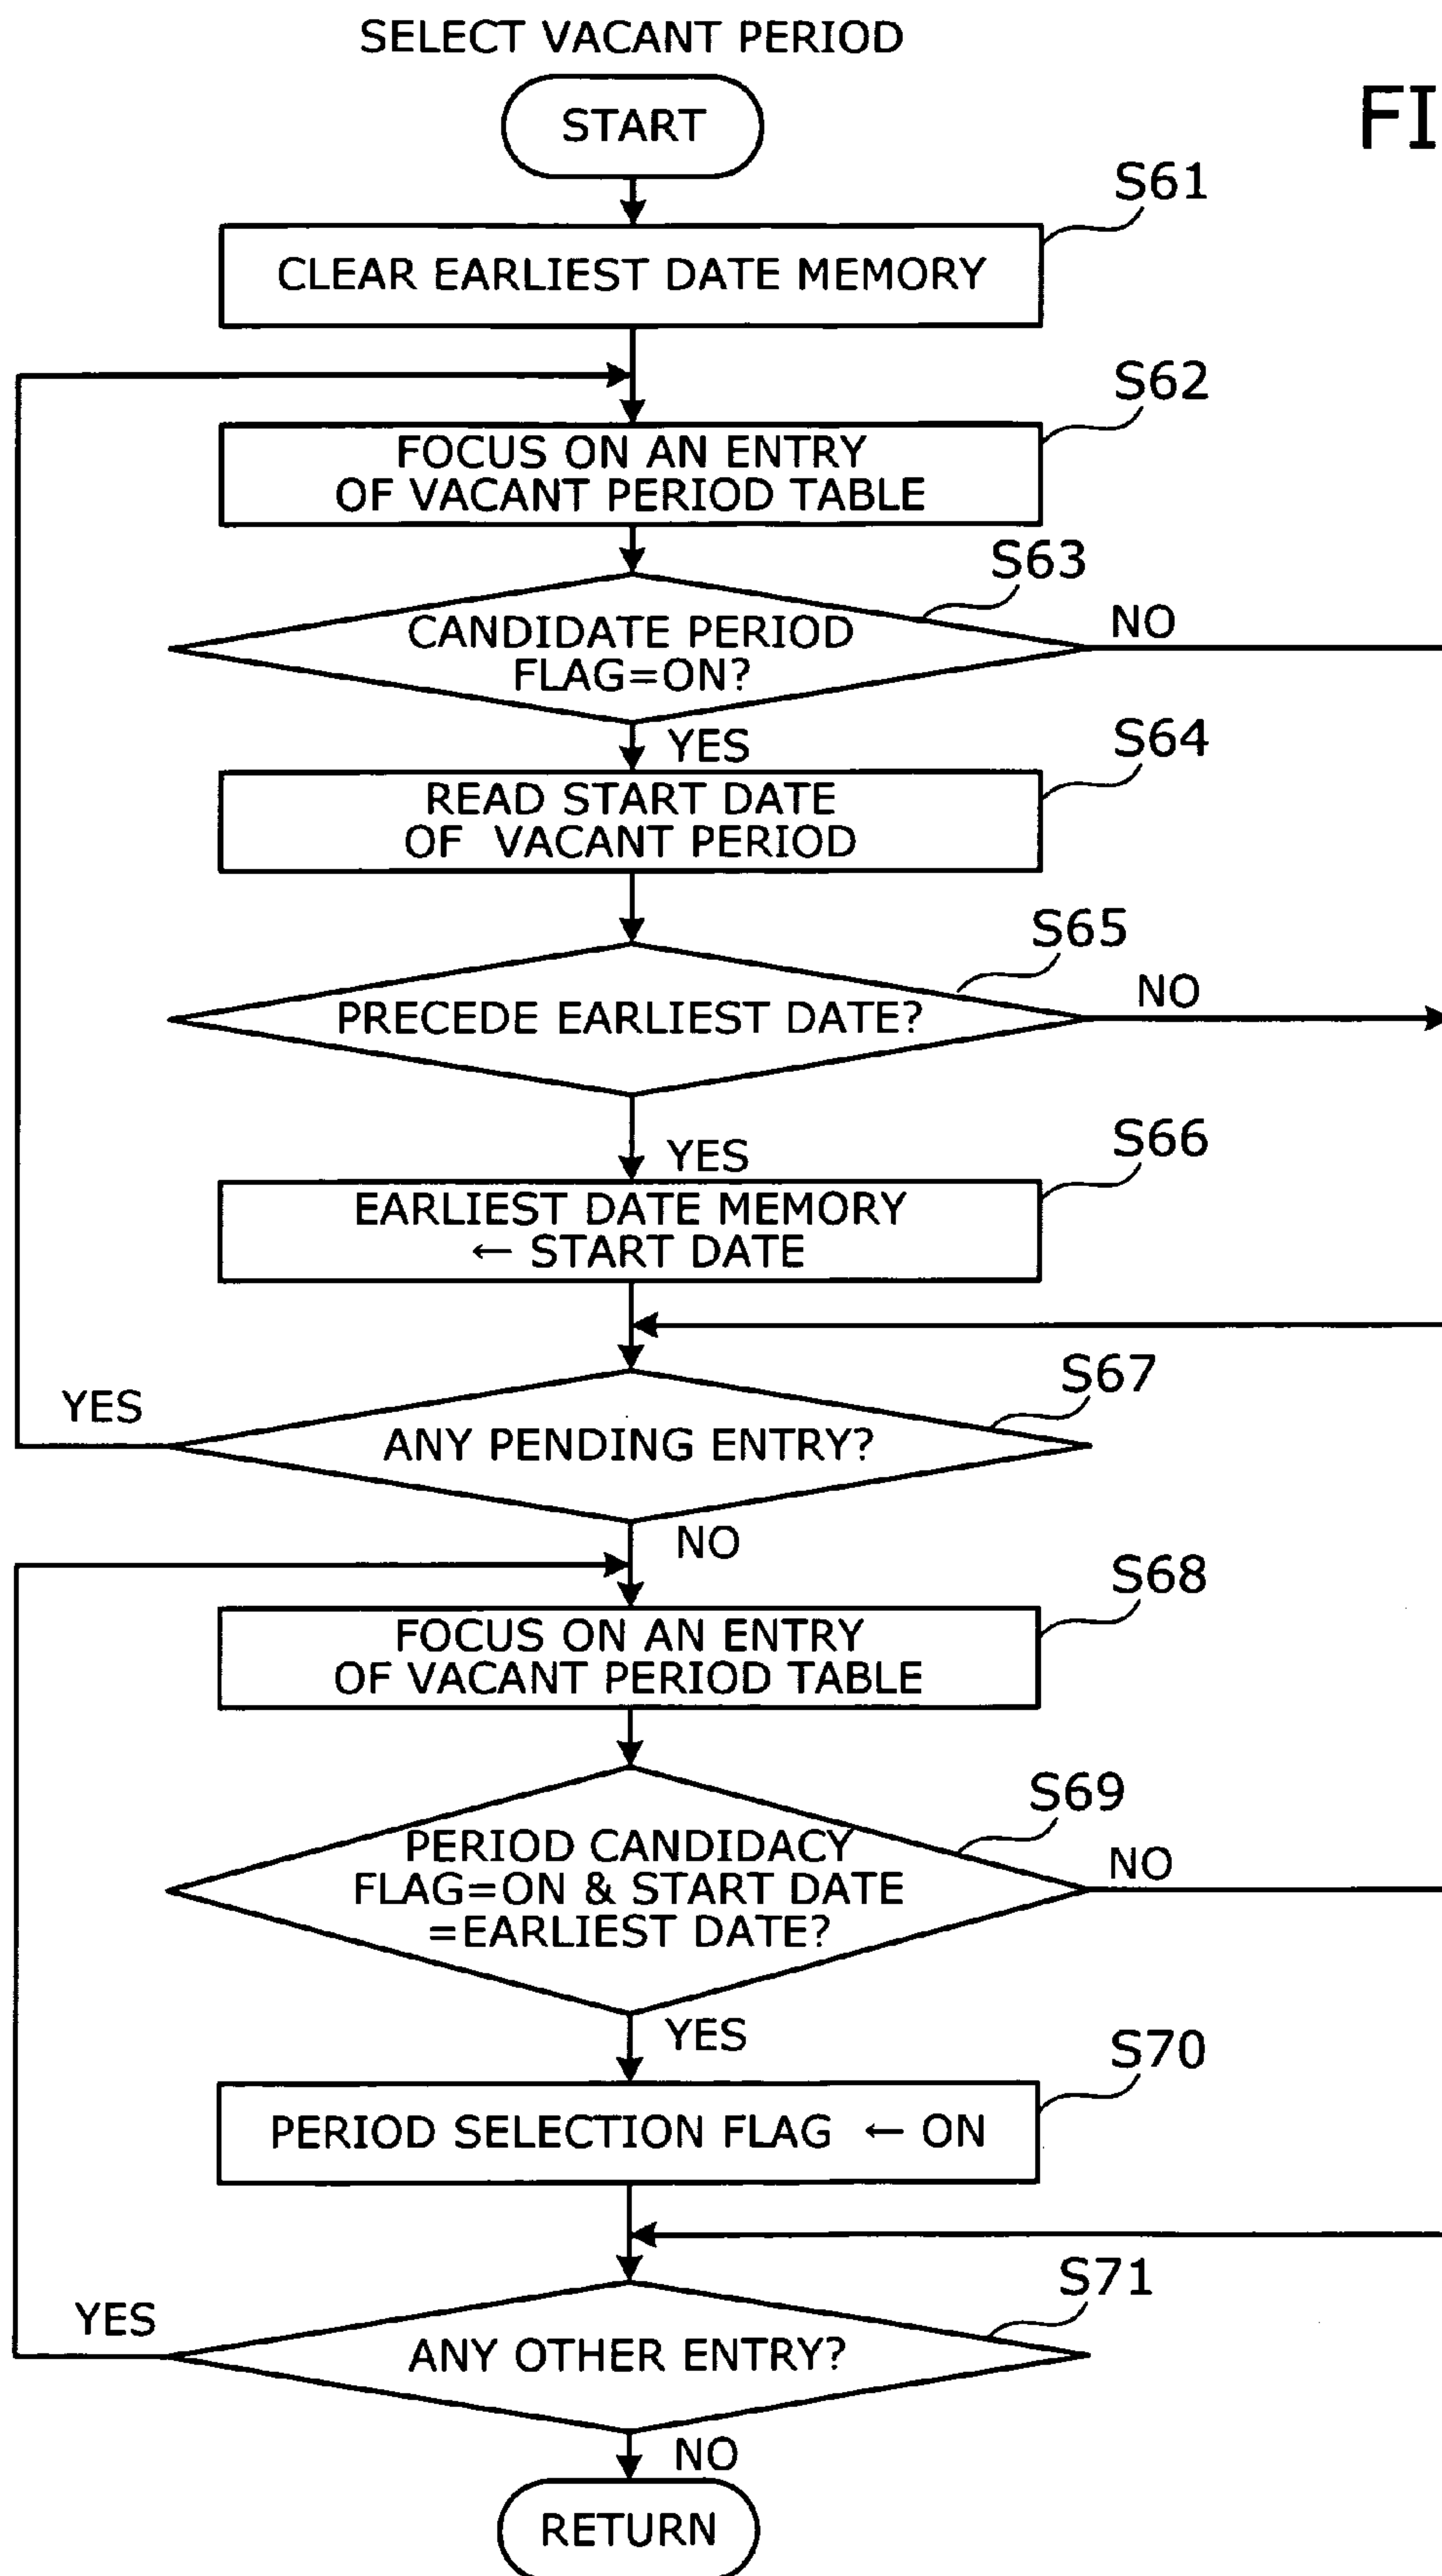 SELECT VACANT PERIOD
START
FI
S61
CLEAR EARLIEST DATE MEMORY
S62
FOCUS ON AN ENTRY
OF VACANT PERIOD TABLE
S63
CANDIDATE PERIOD
FLAG=ON?
NO
YES
S64
READ START DATE
OF VACANT PERIOD
S65
PRECEDE EARLIEST DATE?
NO
YES
S66
EARLIEST DATE MEMORY
← START DATE
S67
YES
ANY PENDING ENTRY?
NO
S68
FOCUS ON AN ENTRY
OF VACANT PERIOD TABLE
S69
PERIOD CANDIDACY
FLAG=ON & START DATE
=EARLIEST DATE?
NO
YES
S70
PERIOD SELECTION FLAG ← ON
S71
YES
ANY OTHER ENTRY?
NO
RETURN